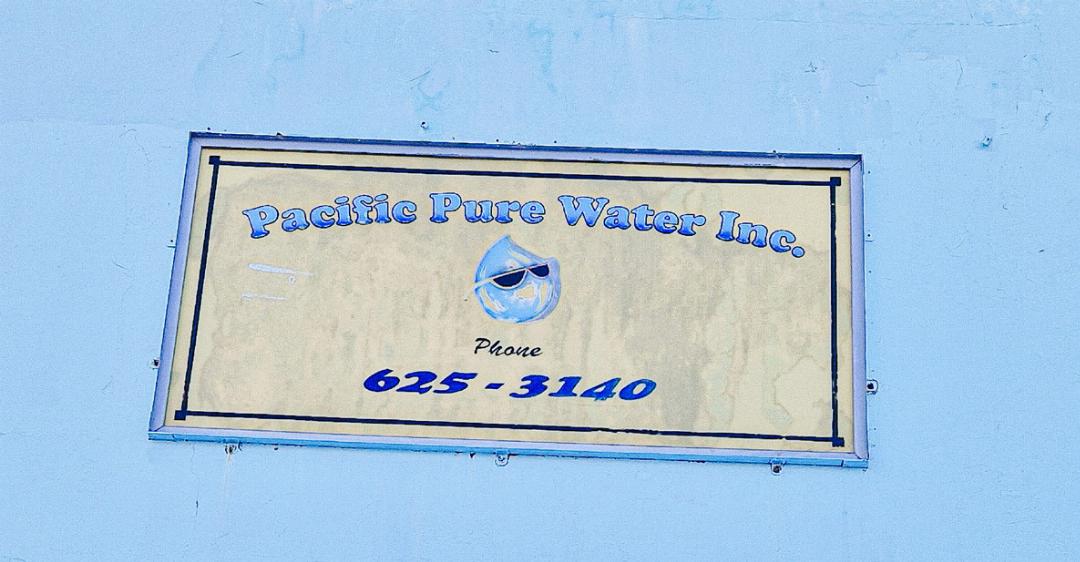 Pacific Pure Water Inc.
Phone
625-3140